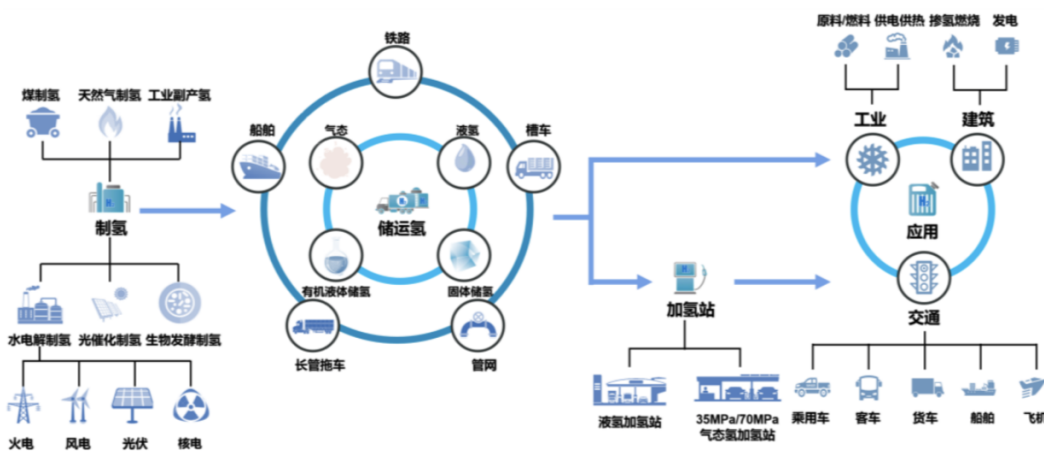 煤制氢
天然气制氢
工业副产氢
制氢
水电解制氢
光催化制氢
生物发酵制氢
火电
风电
光伏
核电
铁路
船舶
气态
液氢
槽车
储运氢
有机液体储氢
固体储氢
长管拖车
管网
加氢站
液氢加氢站
35MPa/70MPa
气态氢加氢站
原料/燃料
供电供热
掺氢燃烧
发电
工业
建筑
应用
交通
乘用车
客车
货车
船舶
飞机